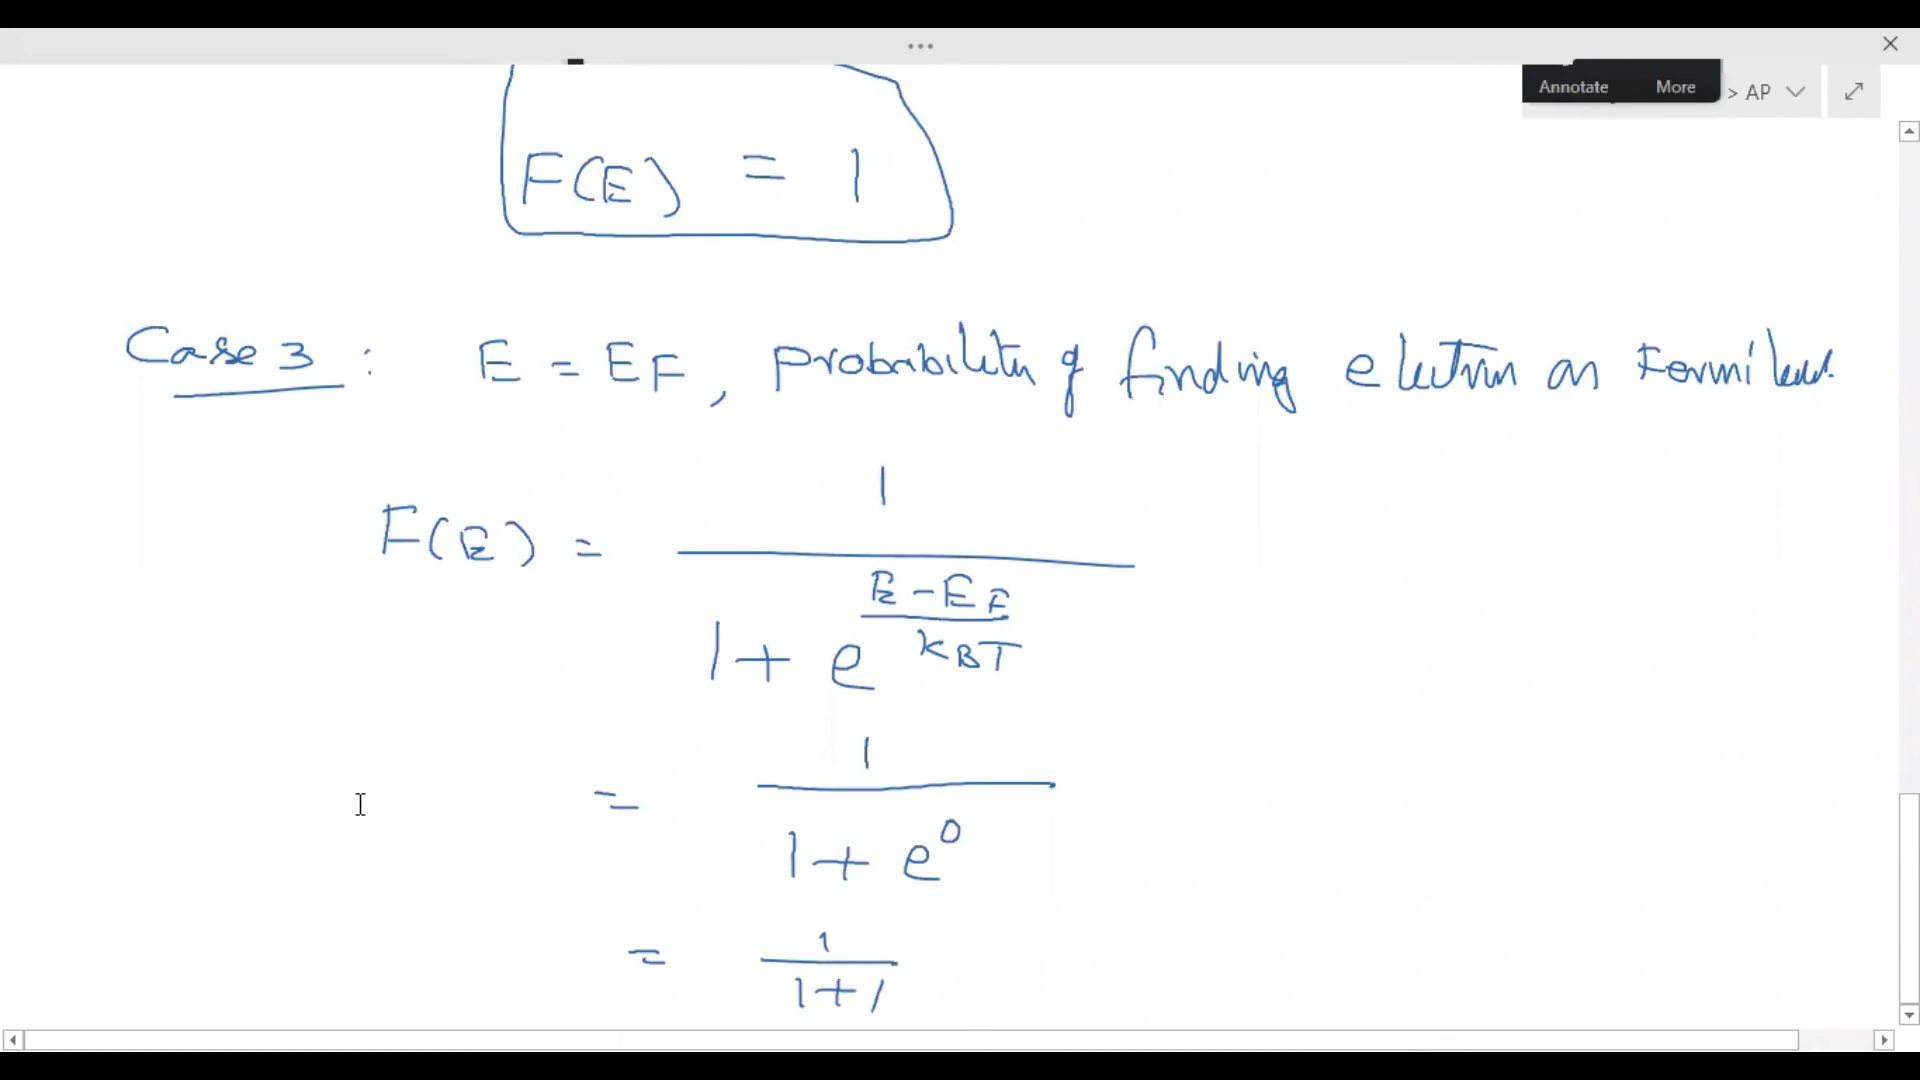 Annotate More
> AP
F(E) = 1
Case 3 : E = EF, probability of finding electron on Fermi level.
F(E) = 1 / (1 + e^((E - EF) / KBT))
= 1 / (1 + e^0)
= 1 / (1 + 1)